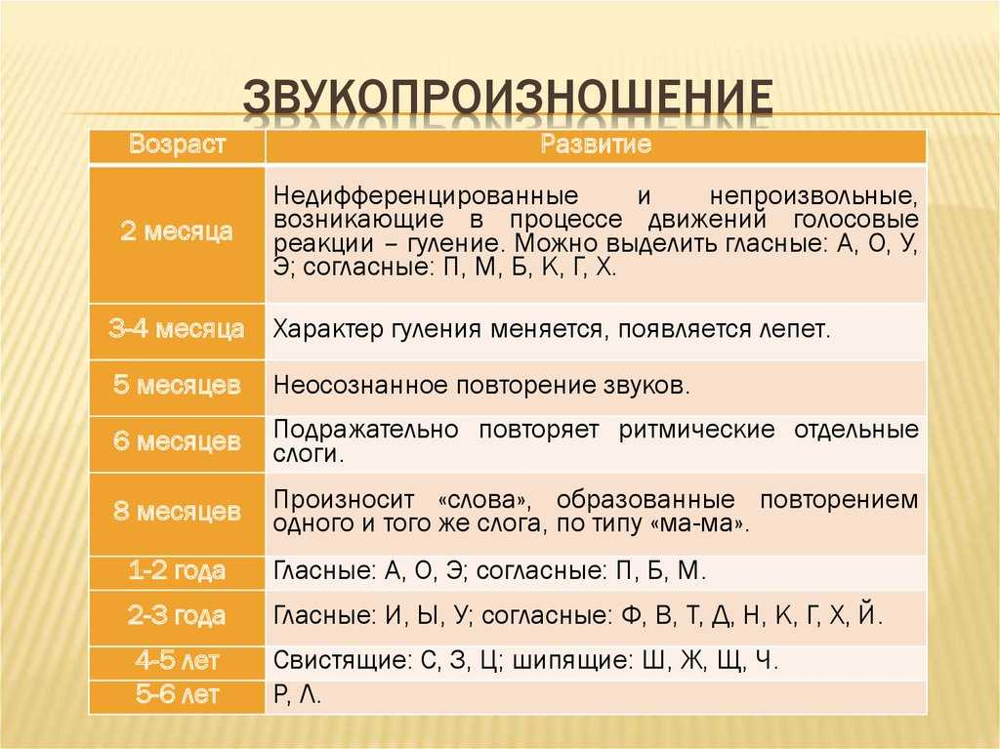 ЗВУКОПРОИЗНОШЕНИЕ
Возраст Развитие
2 месяца
Недифференцированные и непроизвольные,
возникающие в процессе движений голосовые
реакции – гуление. Можно выделить гласные: А, О, У,
Э; согласные: П, М, Б, К, Г, Х.
3-4 месяца Характер гуления меняется, появляется лепет.
5 месяцев Неосознанное повторение звуков.
6 месяцев
Подражательно повторяет ритмические отдельные
слоги.
8 месяцев
Произносит «слова», образованные повторением
одного и того же слога, по типу «ма-ма».
1-2 года Гласные: А, О, Э; согласные: П, Б, М.
2-3 года Гласные: И, Ы, У; согласные: Ф, В, Т, Д, Н, К, Г, Х, Й.
4-5 лет Свистящие: С, З, Ц; шипящие: Ш, Ж, Щ, Ч.
5-6 лет Р, Л.